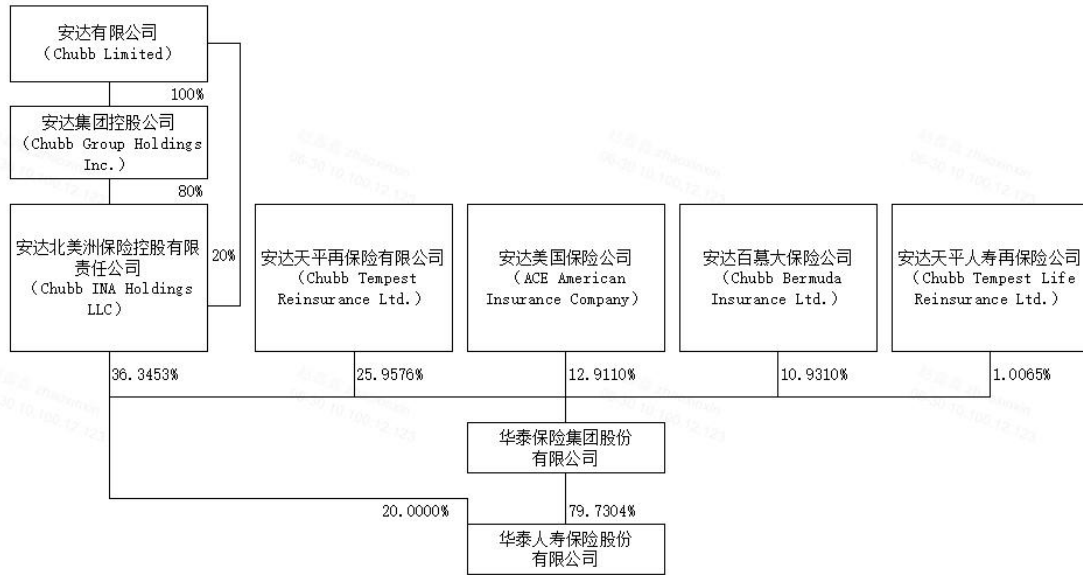 安达有限公司
（Chubb Limited）
100%
安达集团控股公司
（Chubb Group Holdings
Inc.）
80%
安达北美洲保险控股有限
责任公司
（Chubb INA Holdings
LLC）
20%
安达天平再保险有限公司
（Chubb Tempest
Reinsurance Ltd.）
安达美国保险公司
（ACE American
Insurance Company）
安达百慕大保险公司
（Chubb Bermuda
Insurance Ltd.）
安达天平人寿再保险公司
（Chubb Tempest Life
Reinsurance Ltd.）
36.3453%
25.9576%
12.9110%
10.9310%
1.0065%
华泰保险集团股份
有限公司
20.0000%
79.7304%
华泰人寿保险股份
有限公司